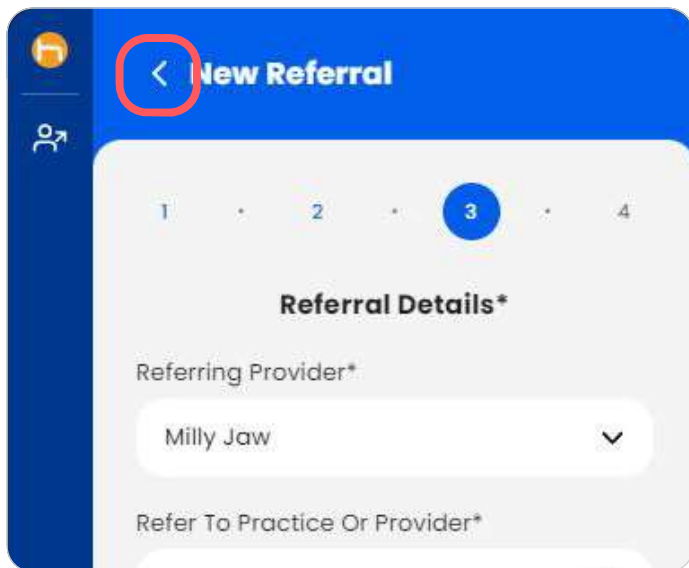 New Referral
1 · 2 · 3 · 4
Referral Details*
Referring Provider*
Milly Jaw
Refer To Practice Or Provider*